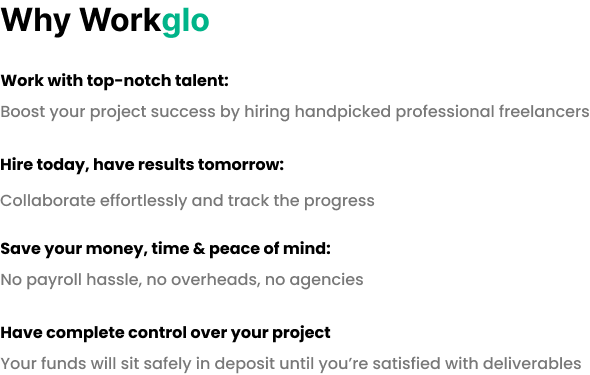 Why Workglo
Work with top-notch talent:
Boost your project success by hiring handpicked professional freelancers
Hire today, have results tomorrow:
Collaborate effortlessly and track the progress
Save your money, time & peace of mind:
No payroll hassle, no overheads, no agencies
Have complete control over your project
Your funds will sit safely in deposit until you’re satisfied with deliverables